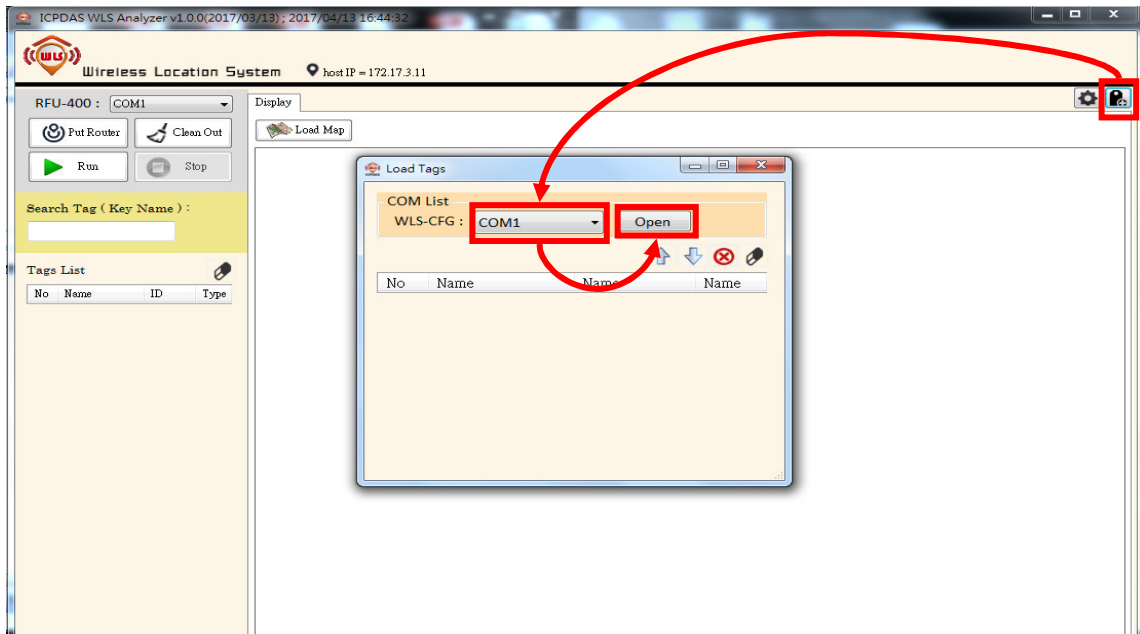 ICPDAS WLS Analyzer v1.0.0(2017/03/13) ; 2017/04/13 16:44:32
WLS
Wireless Location System host IP = 172.17.3.11
RFU-400 : COM1
Put Router Clean Out
Run Stop
Search Tag ( Key Name ) :
Tags List
No Name ID Type
Display
Load Map
Load Tags
COM List
WLS-CFG : COM1 Open
No Name Name Name